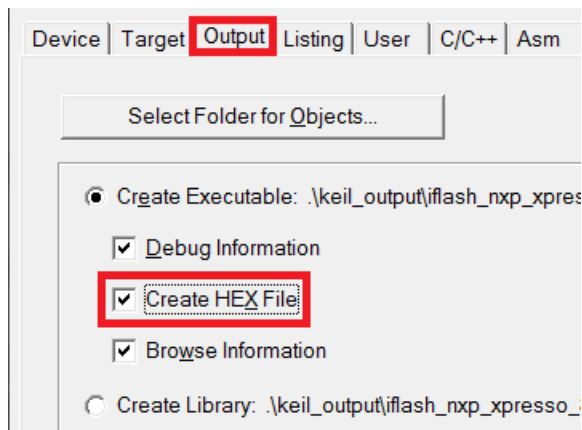 Device Target Output Listing User C/C++ Asm
Select Folder for Objects...
Create Executable: .\keil_output\iflash_nxp_xpres
Debug Information
Create HEX File
Browse Information
Create Library: .\keil_output\iflash_nxp_xpresso_